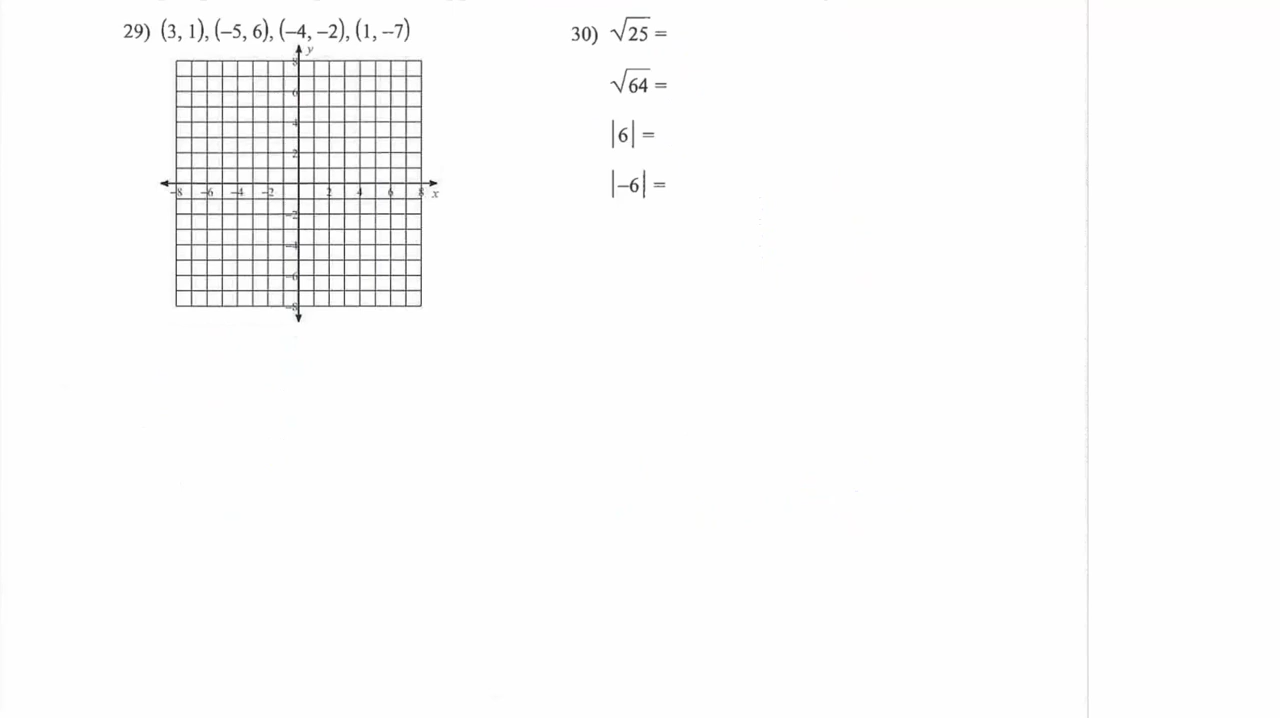 29) (3, 1), (–5, 6), (–4, –2), (1, –7)
y
8
6
4
2
–8 –6 –4 –2 2 4 6 8 x
–2
–4
–6
–8
30) √25 =
√64 =
|6| =
|–6| =